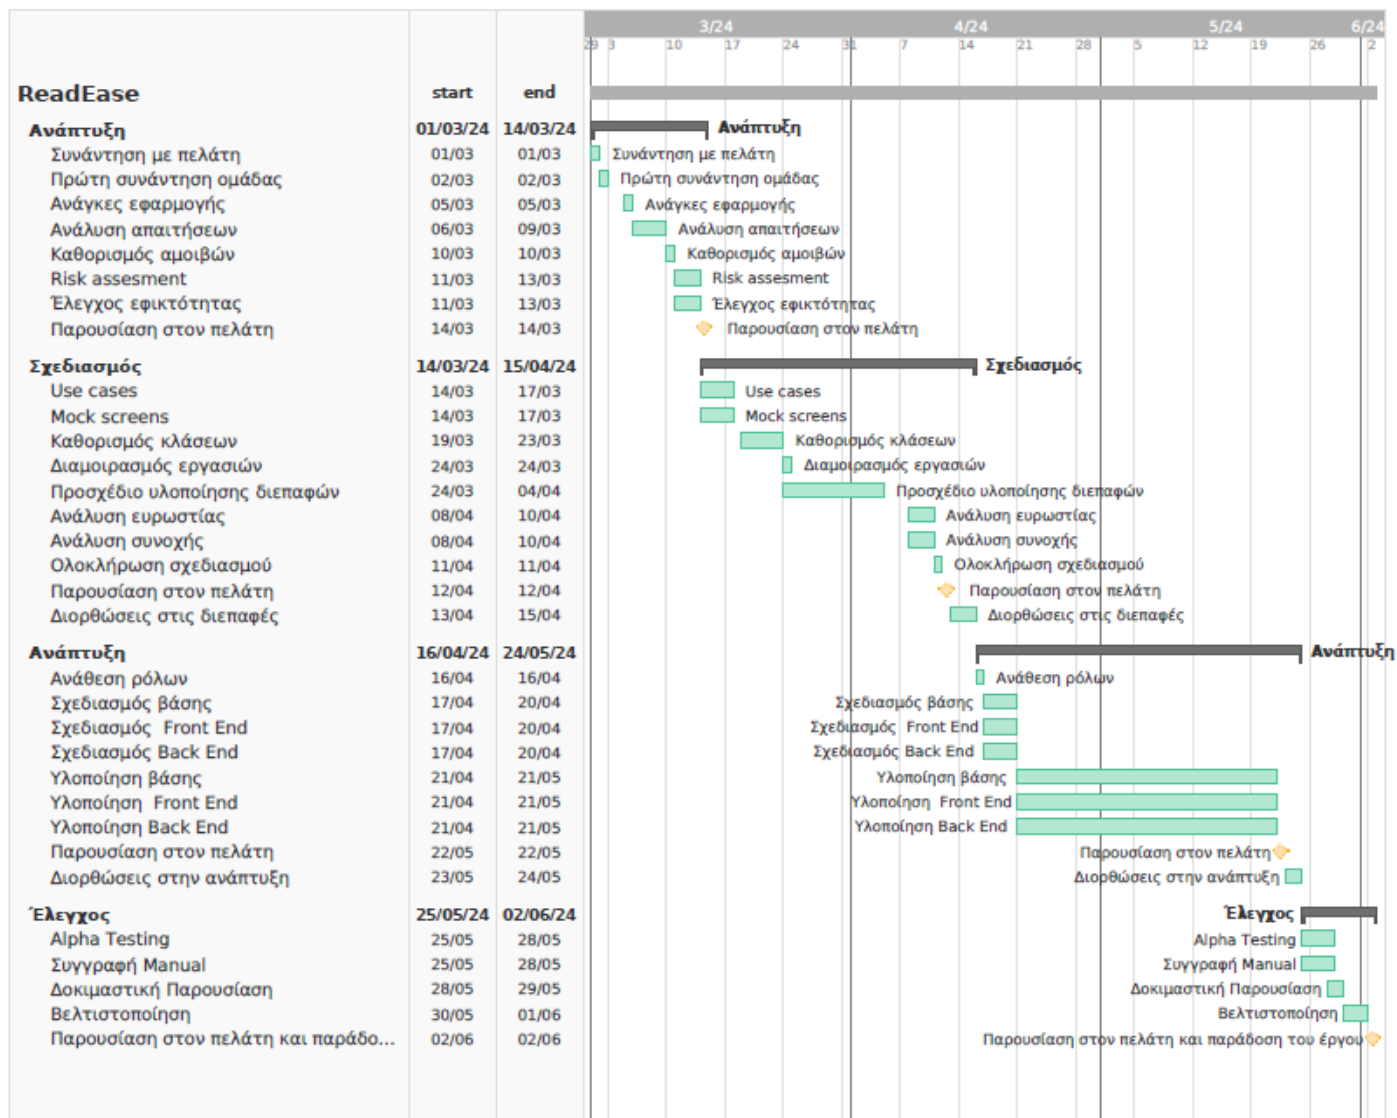 3/24 4/24 5/24 6/24
29 3 10 17 24 31 7 14 21 28 5 12 19 26 2
ReadEase start end
Ανάπτυξη 01/03/24 14/03/24 Ανάπτυξη
Συνάντηση με πελάτη 01/03 01/03 Συνάντηση με πελάτη
Πρώτη συνάντηση ομάδας 02/03 02/03 Πρώτη συνάντηση ομάδας
Ανάγκες εφαρμογής 05/03 05/03 Ανάγκες εφαρμογής
Ανάλυση απαιτήσεων 06/03 09/03 Ανάλυση απαιτήσεων
Καθορισμός αμοιβών 10/03 10/03 Καθορισμός αμοιβών
Risk assesment 11/03 13/03 Risk assesment
Έλεγχος εφικτότητας 11/03 13/03 Έλεγχος εφικτότητας
Παρουσίαση στον πελάτη 14/03 14/03 Παρουσίαση στον πελάτη
Σχεδιασμός 14/03/24 15/04/24 Σχεδιασμός
Use cases 14/03 17/03 Use cases
Mock screens 14/03 17/03 Mock screens
Καθορισμός κλάσεων 19/03 23/03 Καθορισμός κλάσεων
Διαμοιρασμός εργασιών 24/03 24/03 Διαμοιρασμός εργασιών
Προσχέδιο υλοποίησης διεπαφών 24/03 04/04 Προσχέδιο υλοποίησης διεπαφών
Ανάλυση ευρωστίας 08/04 10/04 Ανάλυση ευρωστίας
Ανάλυση συνοχής 08/04 10/04 Ανάλυση συνοχής
Ολοκλήρωση σχεδιασμού 11/04 11/04 Ολοκλήρωση σχεδιασμού
Παρουσίαση στον πελάτη 12/04 12/04 Παρουσίαση στον πελάτη
Διορθώσεις στις διεπαφές 13/04 15/04 Διορθώσεις στις διεπαφές
Ανάπτυξη 16/04/24 24/05/24 Ανάπτυξη
Ανάθεση ρόλων 16/04 16/04 Ανάθεση ρόλων
Σχεδιασμός βάσης 17/04 20/04 Σχεδιασμός βάσης
Σχεδιασμός Front End 17/04 20/04 Σχεδιασμός Front End
Σχεδιασμός Back End 17/04 20/04 Σχεδιασμός Back End
Υλοποίηση βάσης 21/04 21/05 Υλοποίηση βάσης
Υλοποίηση Front End 21/04 21/05 Υλοποίηση Front End
Υλοποίηση Back End 21/04 21/05 Υλοποίηση Back End
Παρουσίαση στον πελάτη 22/05 22/05 Παρουσίαση στον πελάτη
Διορθώσεις στην ανάπτυξη 23/05 24/05 Διορθώσεις στην ανάπτυξη
Έλεγχος 25/05/24 02/06/24 Έλεγχος
Alpha Testing 25/05 28/05 Alpha Testing
Συγγραφή Manual 25/05 28/05 Συγγραφή Manual
Δοκιμαστική Παρουσίαση 28/05 29/05 Δοκιμαστική Παρουσίαση
Βελτιστοποίηση 30/05 01/06 Βελτιστοποίηση
Παρουσίαση στον πελάτη και παράδο... 02/06 02/06 Παρουσίαση στον πελάτη και παράδοση του έργου